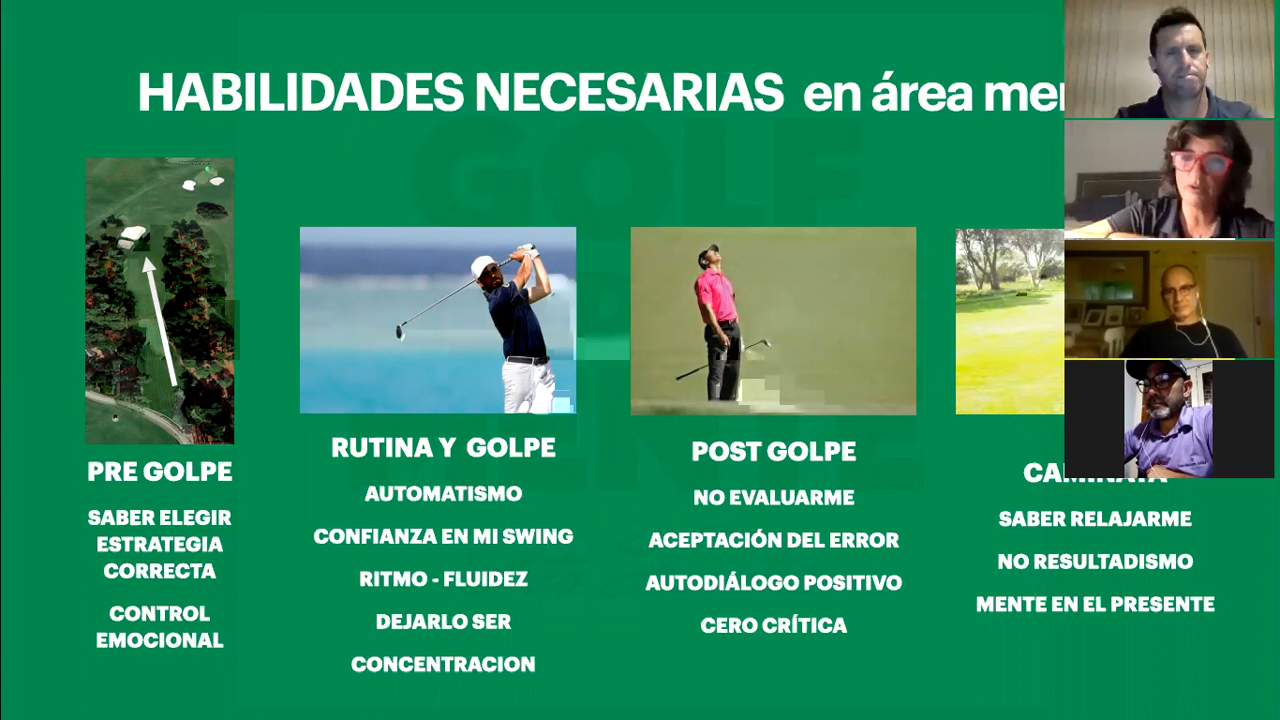 HABILIDADES NECESARIAS en área
PRE GOLPE
SABER ELEGIR
ESTRATEGIA
CORRECTA
CONTROL
EMOCIONAL
RUTINA Y GOLPE
AUTOMATISMO
CONFIANZA EN MI SWING
RITMO - FLUIDEZ
DEJARLO SER
CONCENTRACION
POST GOLPE
NO EVALUARME
ACEPTACIÓN DEL ERROR
AUTODIÁLOGO POSITIVO
CERO CRÍTICA
CAMINATA
SABER RELAJARME
NO RESULTADISMO
MENTE EN EL PRESENTE